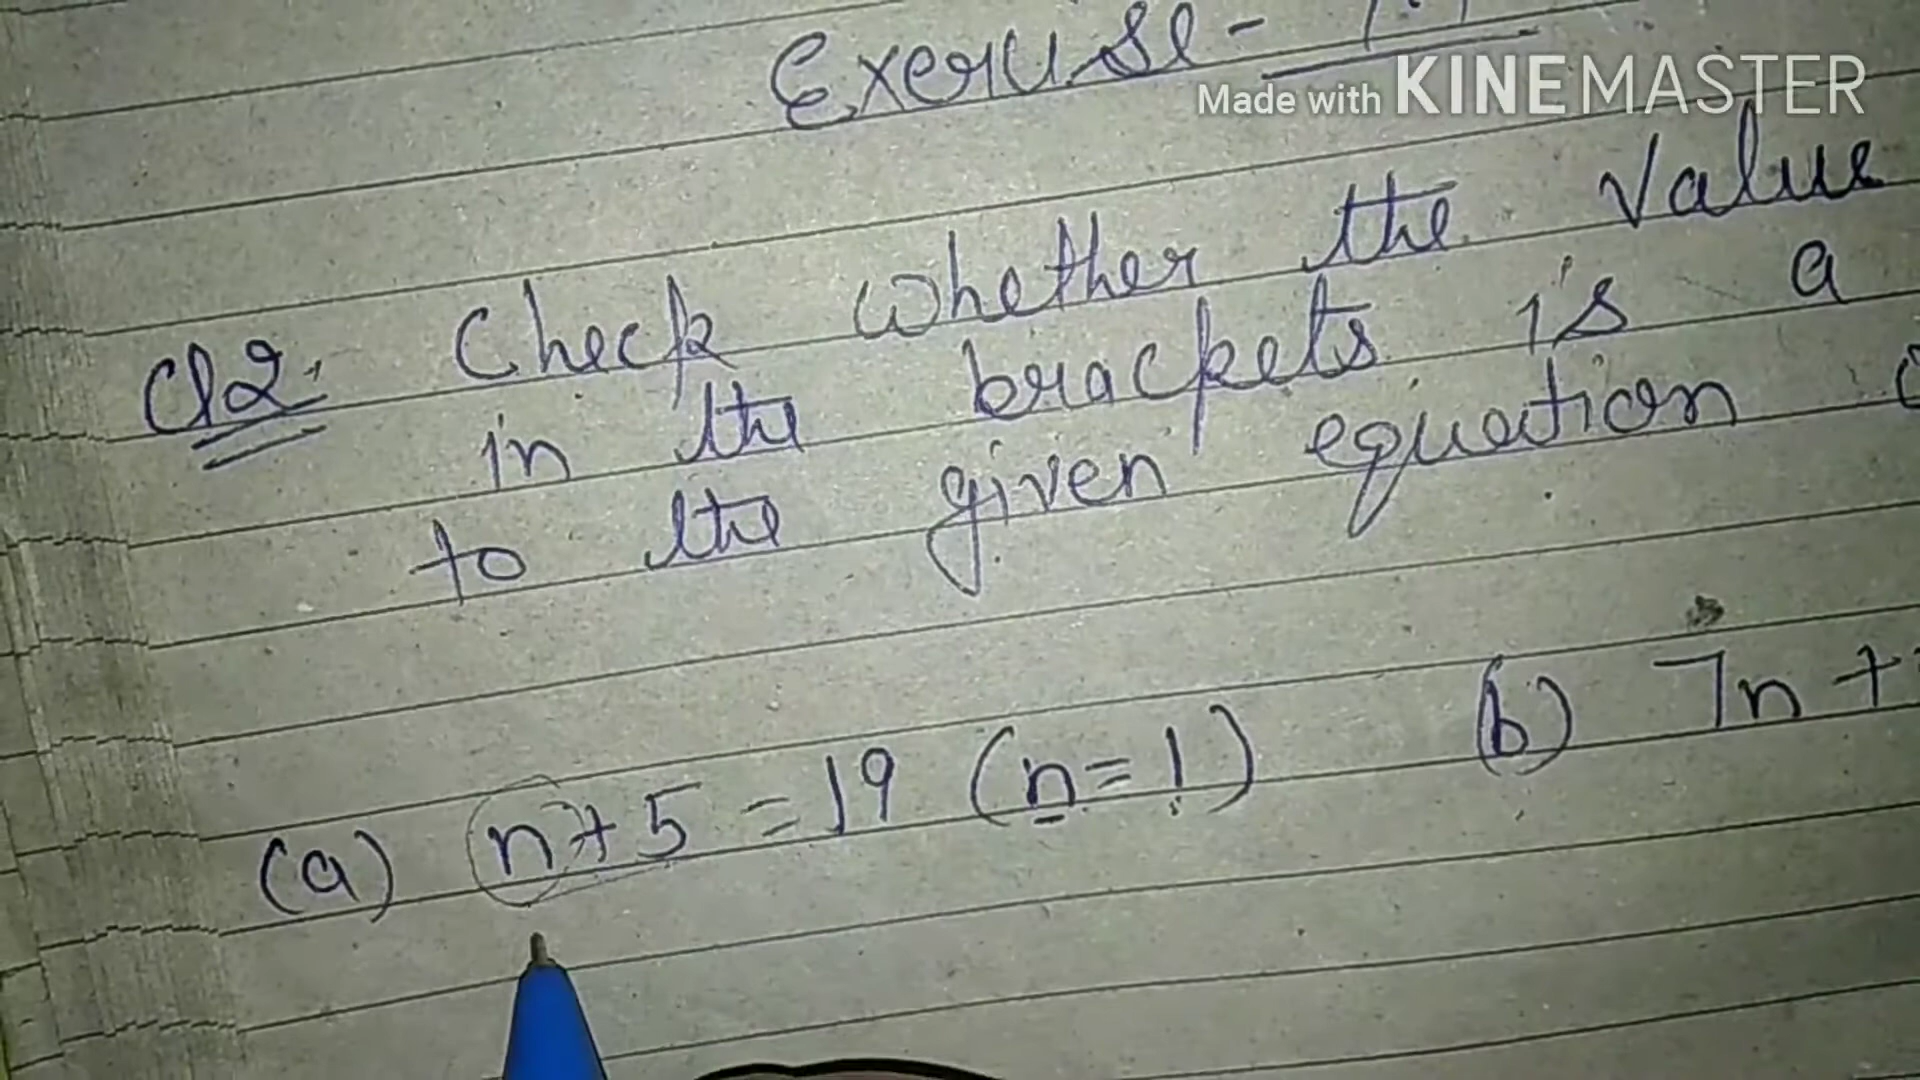 Exercise-
Made with KINEMASTER
Q2. Check whether the value
in the brackets is a
to the given equation
(a) n+5=19 (n=1)
(b) 7n+